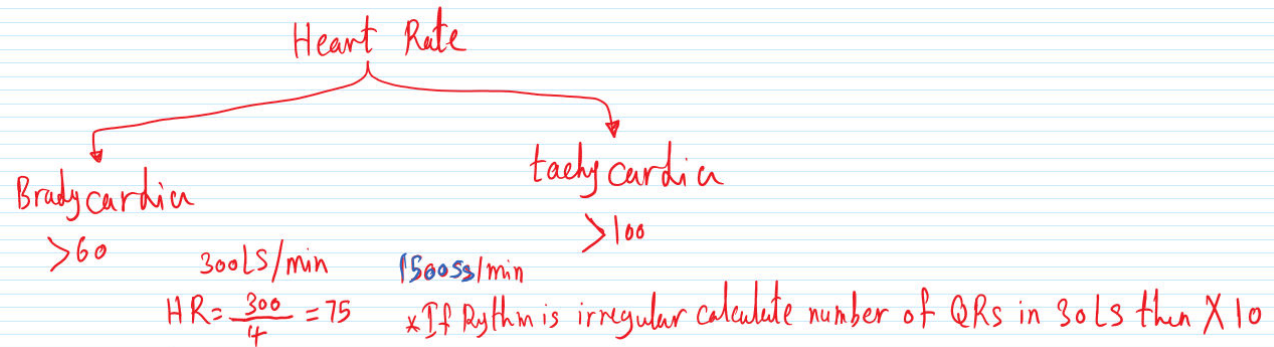 Heart Rate
Bradycardia
tachycardia
>60
>100
300LS/min
1500SS/min
HR = 300/4 = 75
*If Rythm is irregular calculate number of QRS in 30LS then X10